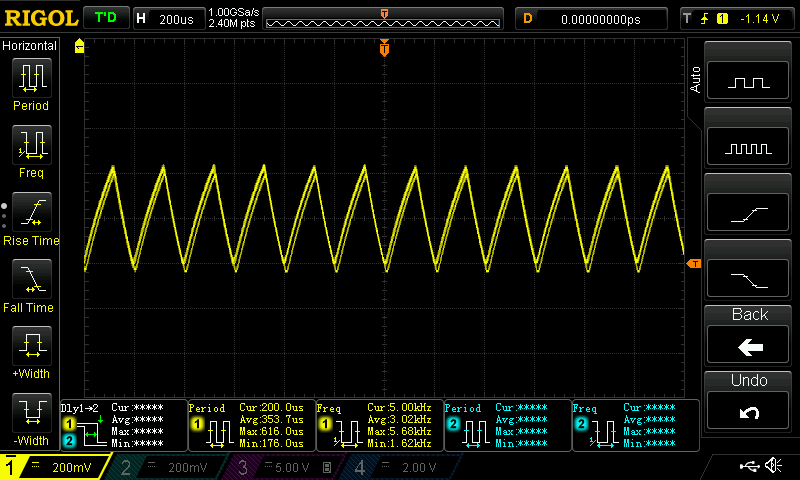 RIGOL T'D H 200us 1.00GSa/s 2.40M pts T D 0.00000000ps T 1 -1.14 V
Horizontal
T
Auto
Period
Freq
Rise Time
T
Fall Time
Back
+Width
Undo
-Width
Dly1→2 Cur:***** Period Cur:200.0us Freq Cur:5.00kHz Period Cur:***** Freq Cur:*****
1 Avg:***** 1 Avg:353.7us 1 Avg:3.02kHz 2 Avg:***** 2 Avg:*****
2 Max:***** Max:616.0us Max:5.68kHz Max:***** Max:*****
Min:***** Min:176.0us Min:1.62kHz Min:***** Min:*****
1 200mV 2 200mV 3 5.00 V B 4 2.00 V